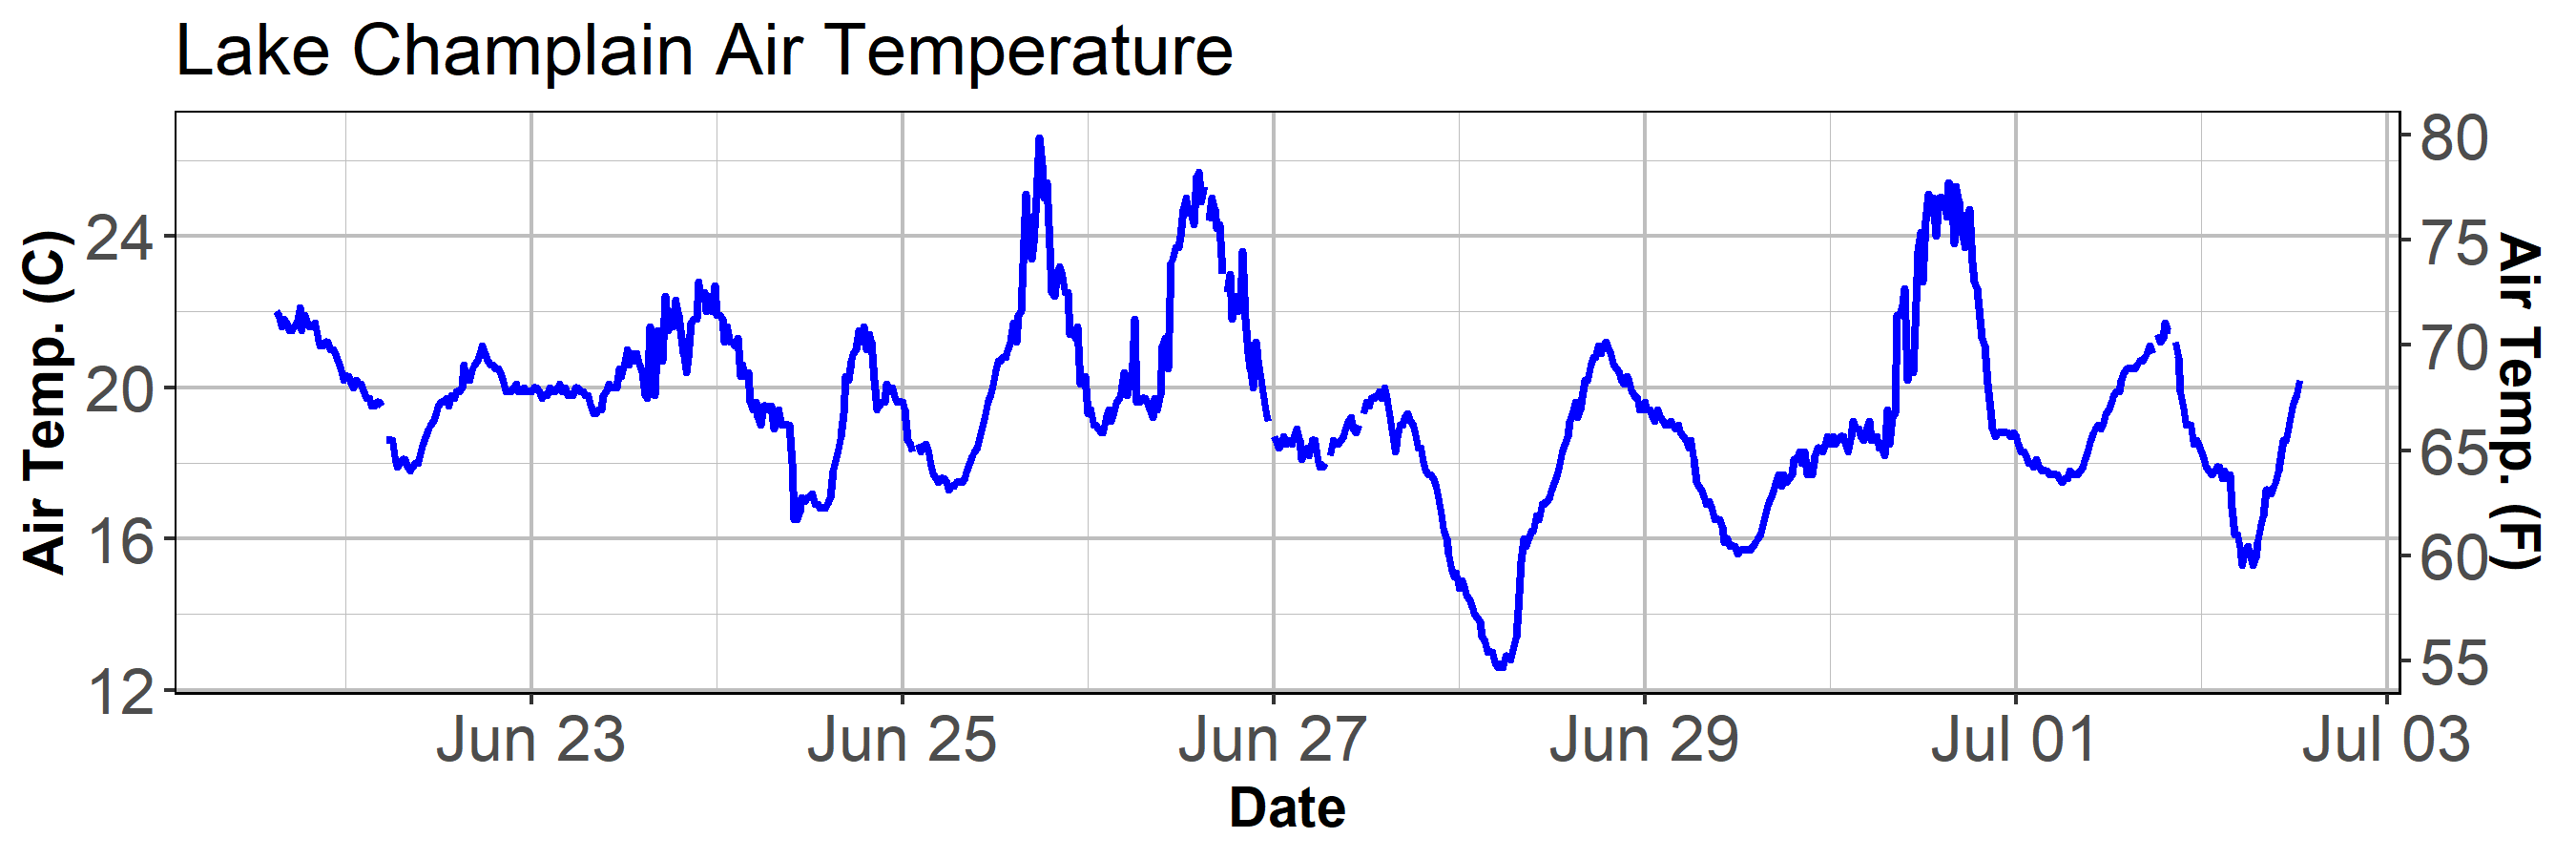 Lake Champlain Air Temperature
Air Temp. (C)
24
20
16
12
80
75
70
65
60
55
Air Temp. (F)
Jun 23 Jun 25 Jun 27 Jun 29 Jul 01 Jul 03
Date